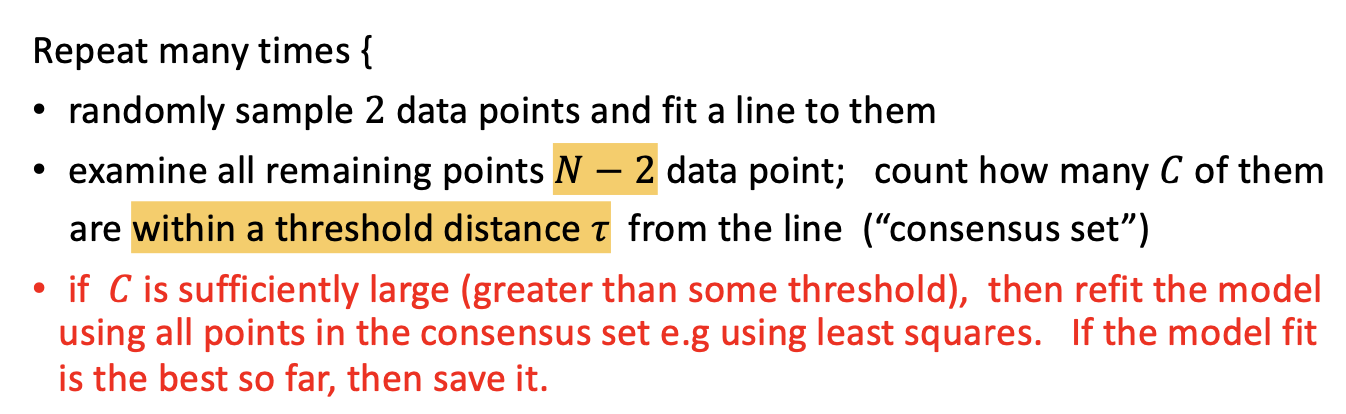 Repeat many times {
• randomly sample 2 data points and fit a line to them
• examine all remaining points N − 2 data point; count how many C of them
are within a threshold distance τ from the line (“consensus set”)
• if C is sufficiently large (greater than some threshold), then refit the model
using all points in the consensus set e.g using least squares. If the model fit
is the best so far, then save it.